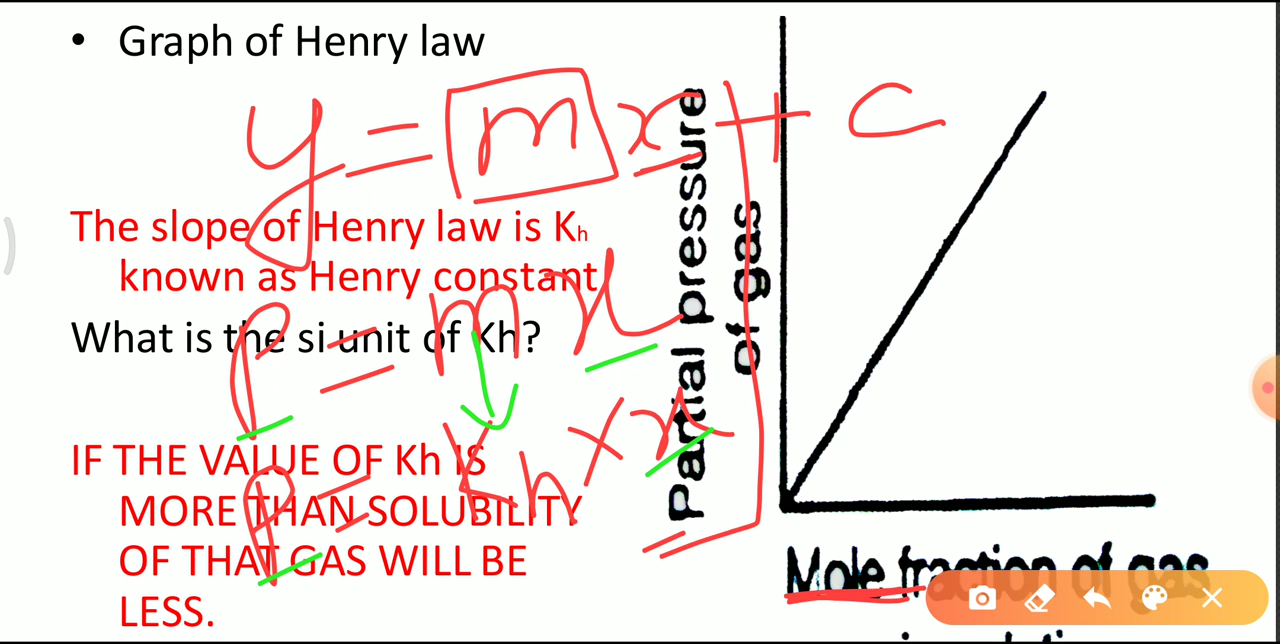 • Graph of Henry law
y = m x + c
The slope of Henry law is Kh
known as Henry constant
What is the si unit of Kh?
P = m x
P = Kh × x
IF THE VALUE OF Kh IS
MORE THAN SOLUBILITY
OF THAT GAS WILL BE
LESS.
Partial pressure
of gas
Mole fraction of gas